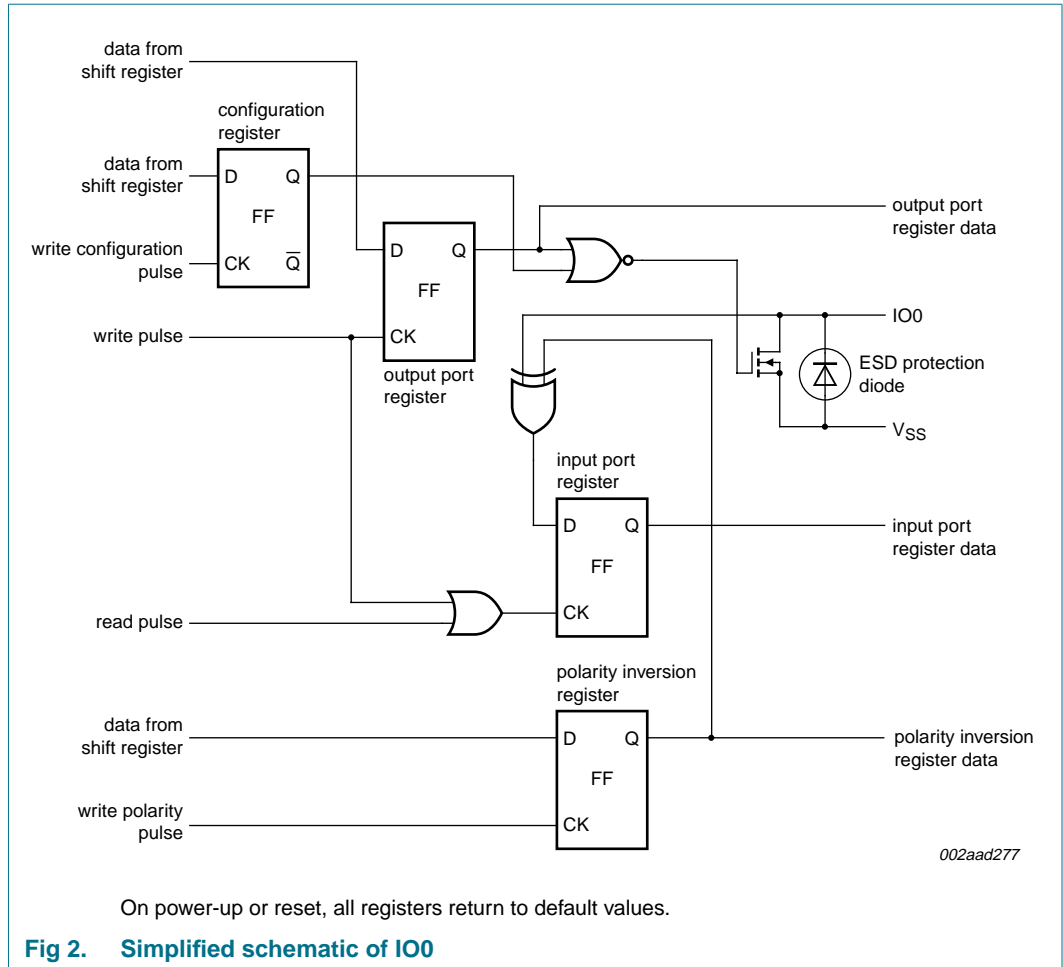 data from
shift register
configuration
register
data from
shift register
D Q
FF
write configuration
pulse
CK Q̅
D Q
FF
CK
output port
register data
write pulse
output port
register
IO0
ESD protection
diode
VSS
input port
register
D Q
FF
CK
input port
register data
read pulse
polarity inversion
register
data from
shift register
D Q
FF
CK
polarity inversion
register data
write polarity
pulse
002aad277
On power-up or reset, all registers return to default values.
Fig 2. Simplified schematic of IO0